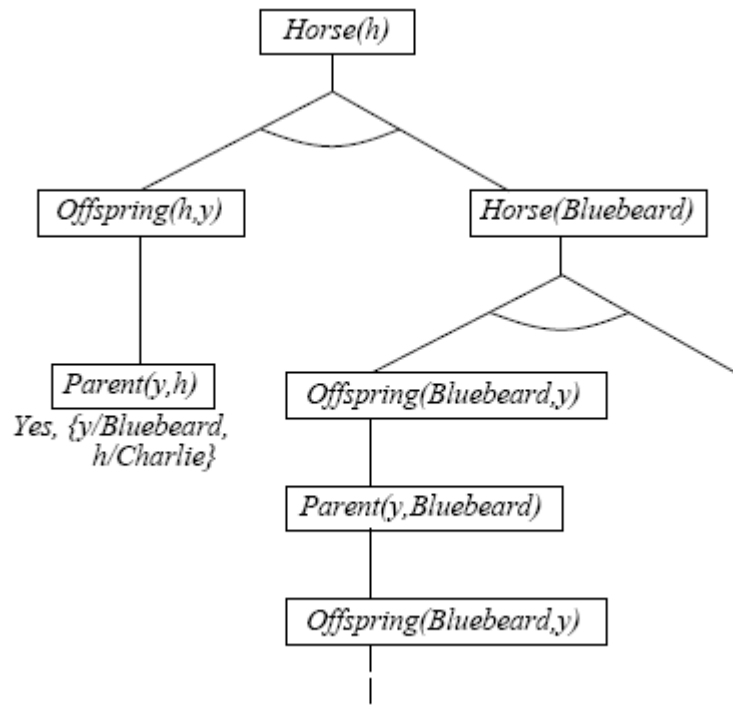 Horse(h)
Offspring(h,y)
Horse(Bluebeard)
Parent(y,h)
Yes, {y/Bluebeard,
h/Charlie}
Offspring(Bluebeard,y)
Parent(y,Bluebeard)
Offspring(Bluebeard,y)